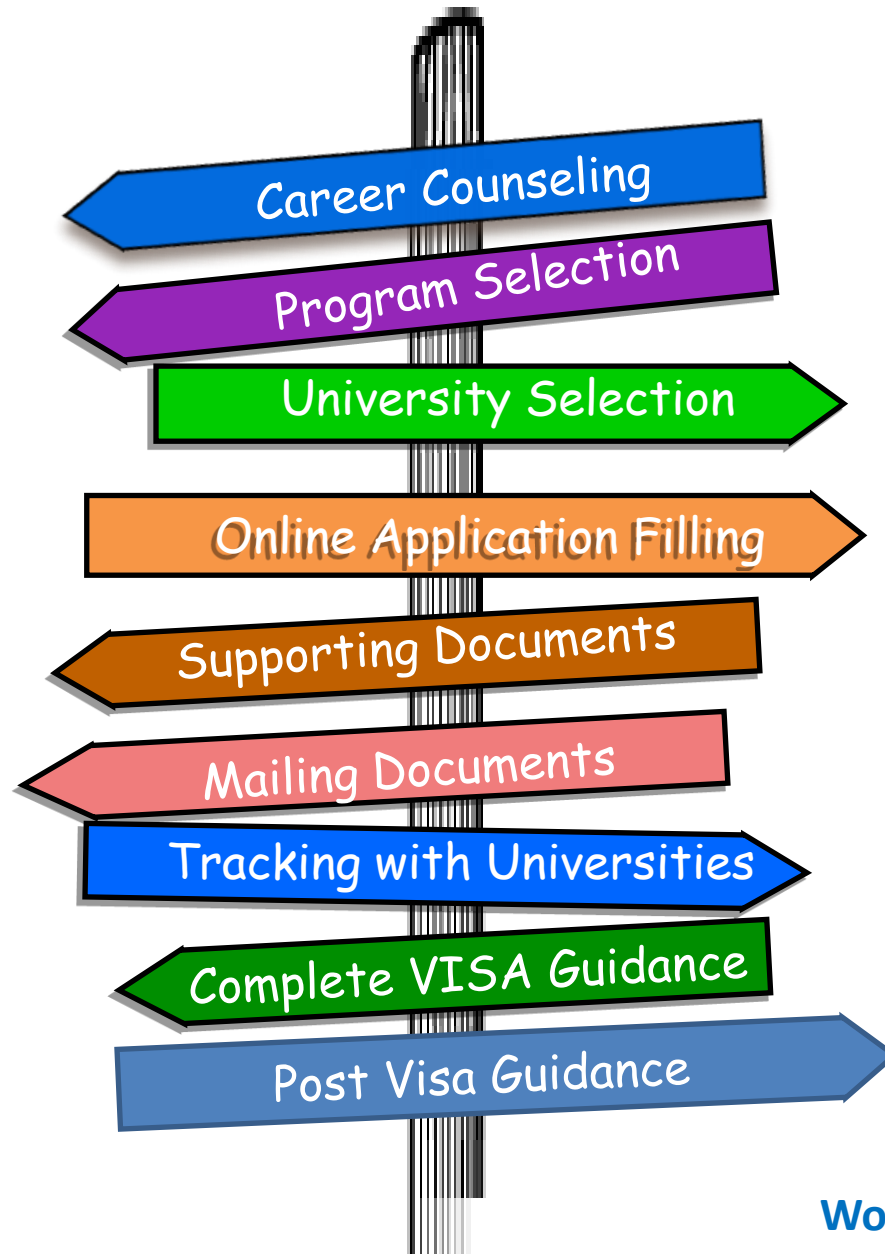 Career Counseling
Program Selection
University Selection
Online Application Filling
Supporting Documents
Mailing Documents
Tracking with Universities
Complete VISA Guidance
Post Visa Guidance
Wo